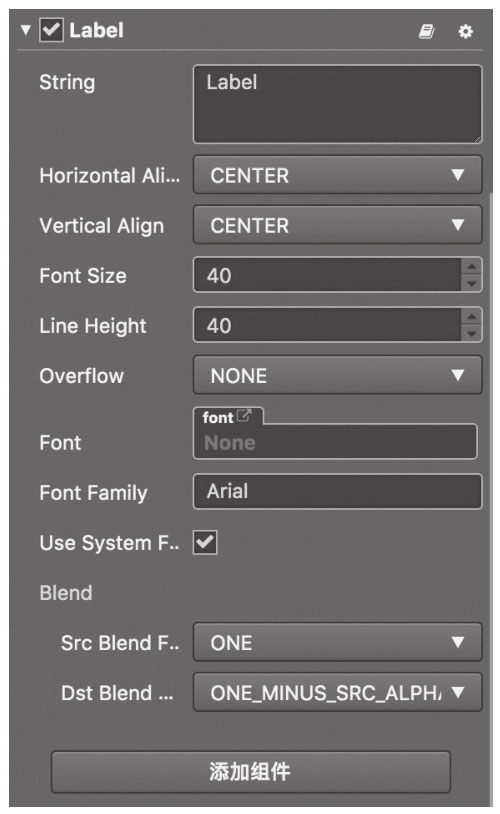 Label
String
Label
Horizontal Ali...
CENTER
Vertical Align
CENTER
Font Size
40
Line Height
40
Overflow
NONE
font
Font
None
Font Family
Arial
Use System F..
Blend
Src Blend F..
ONE
Dst Blend ...
ONE_MINUS_SRC_ALPHA
添加组件